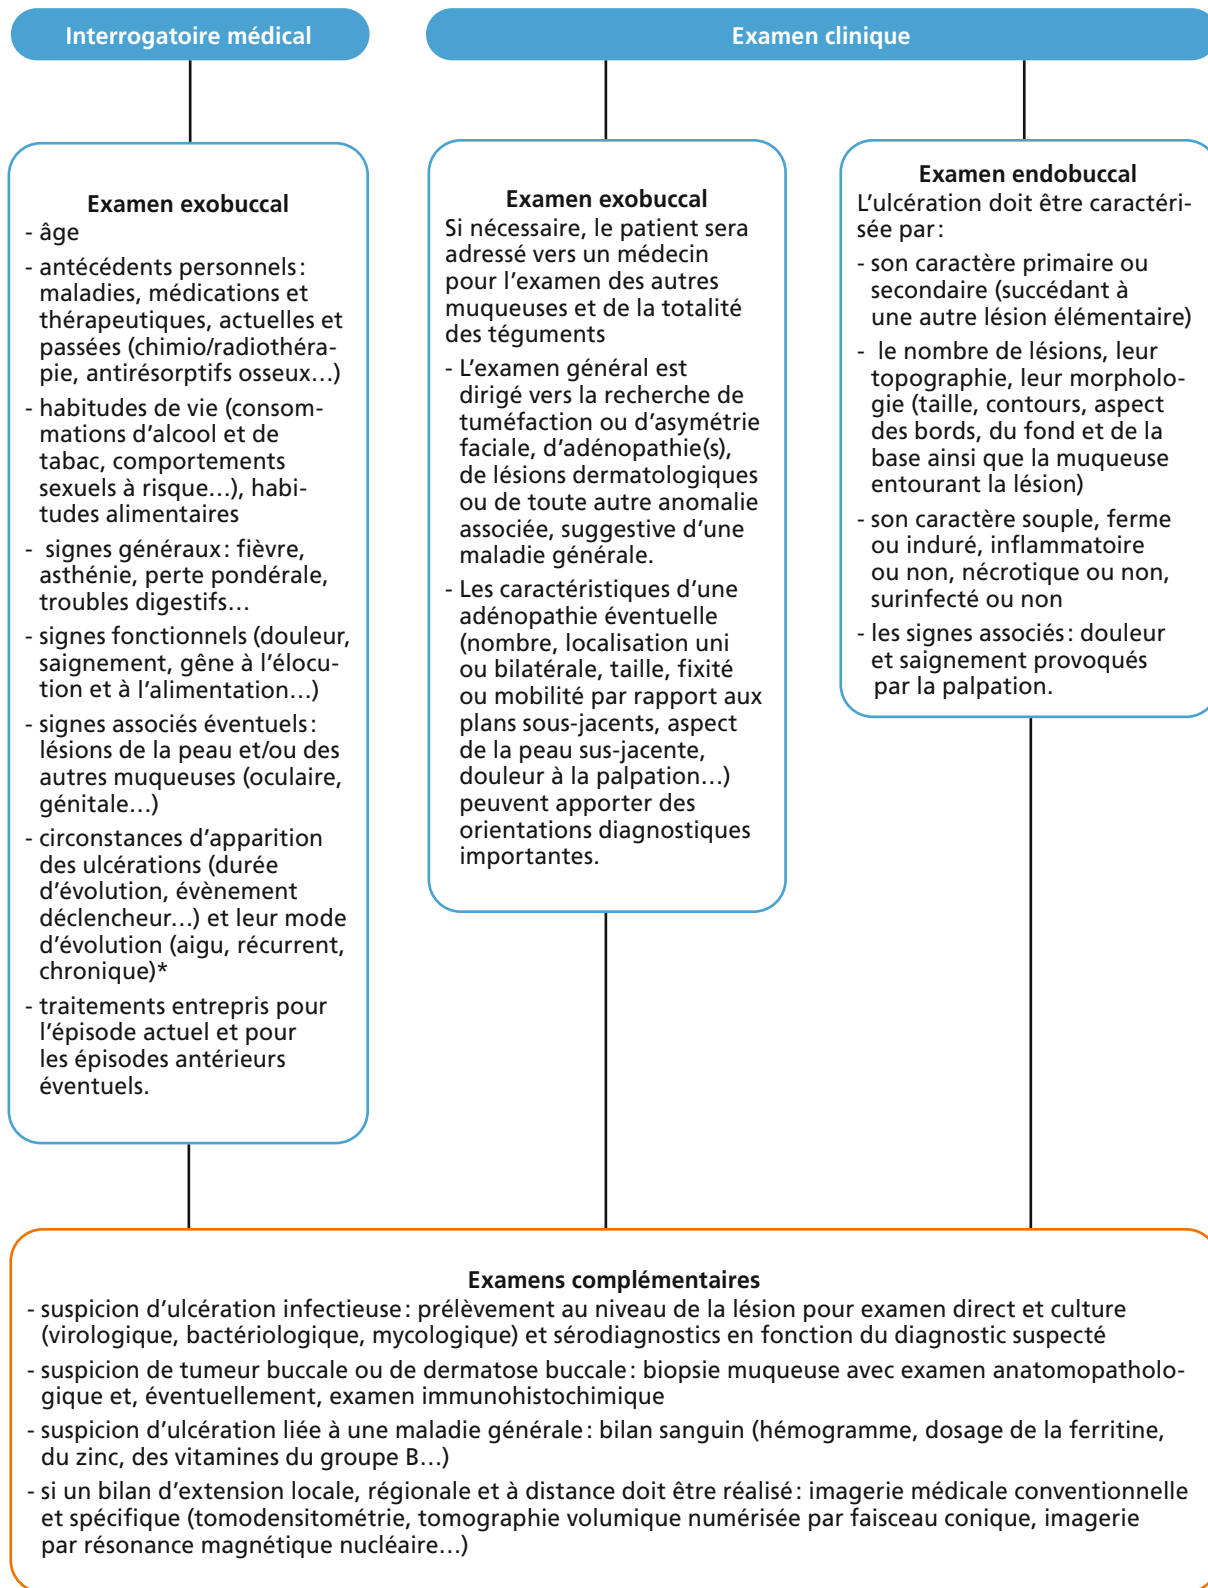 Interrogatoire médical
Examen clinique
Examen exobuccal
- âge
- antécédents personnels :
maladies, médications et
thérapeutiques, actuelles et
passées (chimio/radiothéra-
pie, antirésorptifs osseux…)
- habitudes de vie (consom-
mations d'alcool et de
tabac, comportements
sexuels à risque…), habi-
tudes alimentaires
- signes généraux : fièvre,
asthénie, perte pondérale,
troubles digestifs…
- signes fonctionnels (douleur,
saignement, gêne à l'élocu-
tion et à l'alimentation…)
- signes associés éventuels :
lésions de la peau et/ou des
autres muqueuses (oculaire,
génitale…)
- circonstances d'apparition
des ulcérations (durée
d'évolution, évènement
déclencheur…) et leur mode
d'évolution (aigu, récurrent,
chronique)*
- traitements entrepris pour
l'épisode actuel et pour
les épisodes antérieurs
éventuels.
Examen exobuccal
Si nécessaire, le patient sera
adressé vers un médecin
pour l'examen des autres
muqueuses et de la totalité
des téguments
- L'examen général est
dirigé vers la recherche de
tuméfaction ou d'asymétrie
faciale, d'adénopathie(s),
de lésions dermatologiques
ou de toute autre anomalie
associée, suggestive d'une
maladie générale.
- Les caractéristiques d'une
adénopathie éventuelle
(nombre, localisation uni
ou bilatérale, taille, fixité
ou mobilité par rapport aux
plans sous-jacents, aspect
de la peau sus-jacente,
douleur à la palpation…)
peuvent apporter des
orientations diagnostiques
importantes.
Examen endobuccal
L'ulcération doit être caractéri-
sée par :
- son caractère primaire ou
secondaire (succédant à
une autre lésion élémentaire)
- le nombre de lésions, leur
topographie, leur morpholo-
gie (taille, contours, aspect
des bords, du fond et de la
base ainsi que la muqueuse
entourant la lésion)
- son caractère souple, ferme
ou induré, inflammatoire
ou non, nécrotique ou non,
surinfecté ou non
- les signes associés : douleur
et saignement provoqués
par la palpation.
Examens complémentaires
- suspicion d'ulcération infectieuse : prélèvement au niveau de la lésion pour examen direct et culture
(virologique, bactériologique, mycologique) et sérodiagnostics en fonction du diagnostic suspecté
- suspicion de tumeur buccale ou de dermatose buccale : biopsie muqueuse avec examen anatomopatholo-
gique et, éventuellement, examen immunohistochimique
- suspicion d'ulcération liée à une maladie générale : bilan sanguin (hémogramme, dosage de la ferritine,
du zinc, des vitamines du groupe B…)
- si un bilan d'extension locale, régionale et à distance doit être réalisé : imagerie médicale conventionnelle
et spécifique (tomodensitométrie, tomographie volumique numérisée par faisceau conique, imagerie
par résonance magnétique nucléaire…)